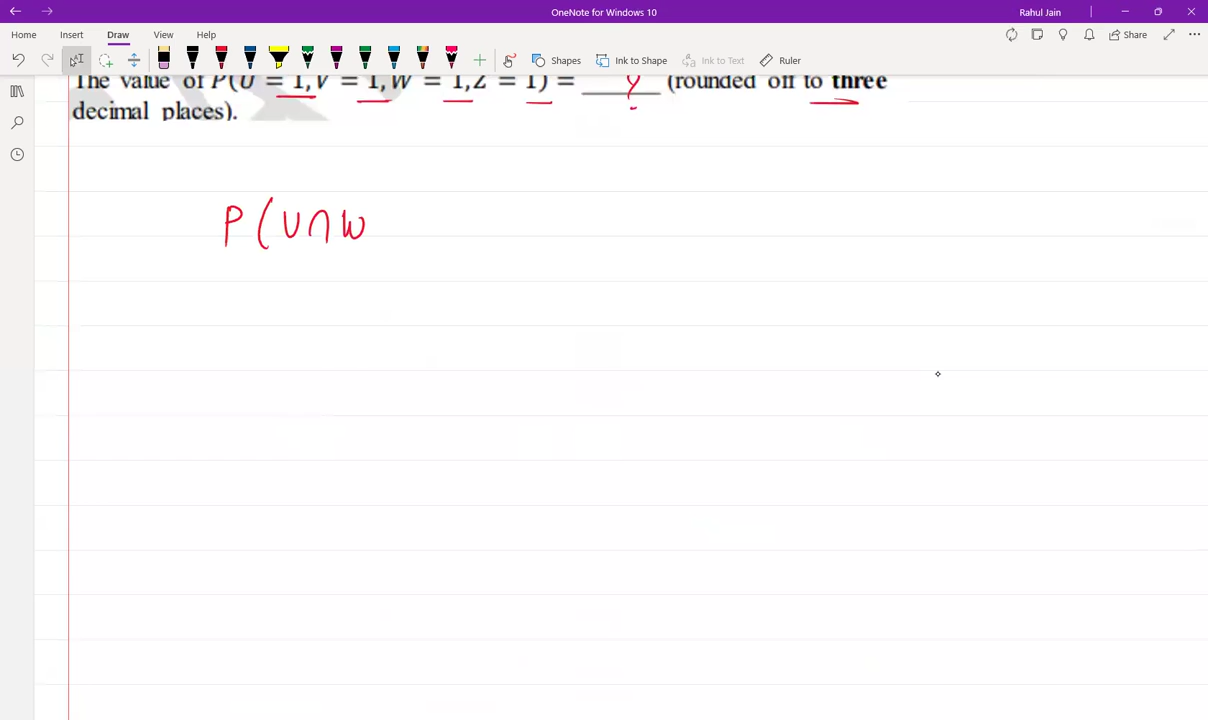 OneNote for Windows 10
Rahul Jain
Home Insert Draw View Help
Share
Shapes Ink to Shape Ink to Text Ruler
The value of P(U = 1, V = 1, W = 1, Z = 1) = ______ (rounded off to three
decimal places).
P(U∩W